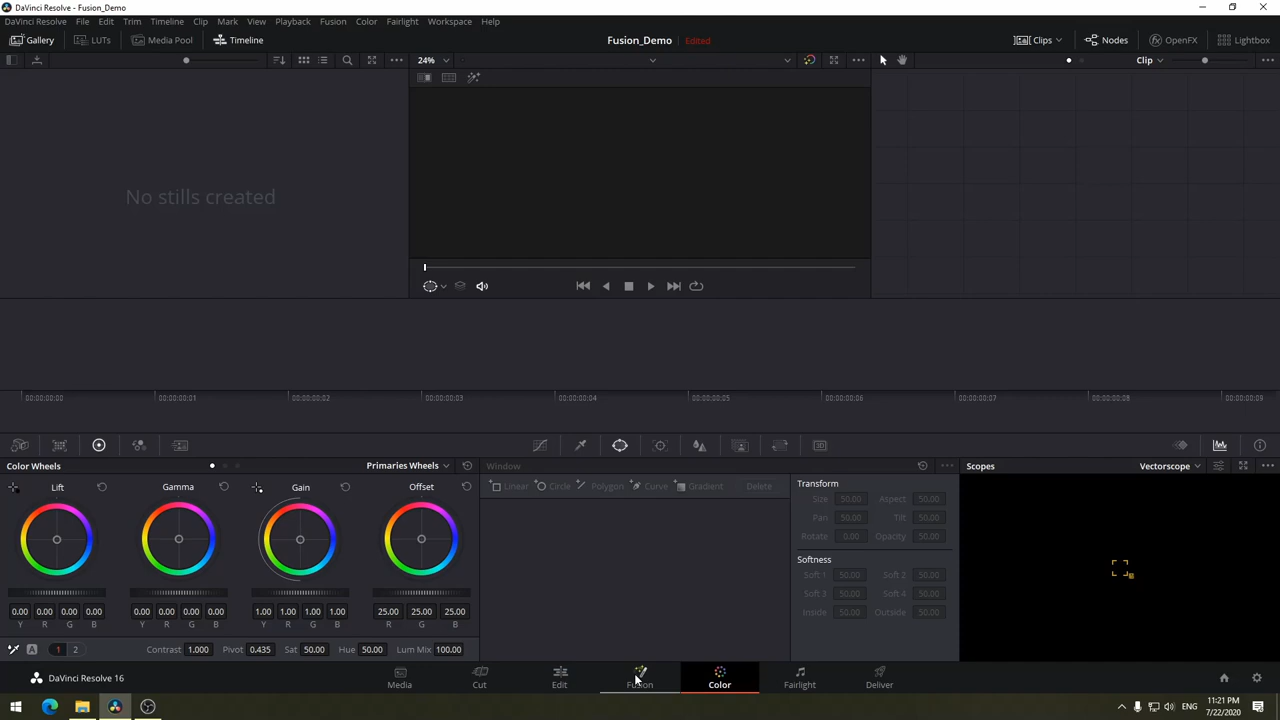 DaVinci Resolve - Fusion_Demo
DaVinci Resolve File Edit Trim Timeline Clip Mark View Playback Fusion Color Fairlight Workspace Help
Gallery LUTs Media Pool Timeline Fusion_Demo Edited Clips Nodes OpenFX Lightbox
24% Clip
No stills created
00:00:00:00 00:00:00:01 00:00:00:02 00:00:00:03 00:00:00:04 00:00:00:05 00:00:00:06 00:00:00:07 00:00:00:08 00:00:00:09
Color Wheels Primaries Wheels Window Scopes Vectorscope
Lift Gamma Gain Offset Linear Circle Polygon Curve Gradient Delete
Transform
Size 50.00 Aspect 50.00
Pan 50.00 Tilt 50.00
Rotate 0.00 Opacity 50.00
Softness
Soft 1 50.00 Soft 2 50.00
Soft 3 50.00 Soft 4 50.00
Inside 50.00 Outside 50.00
0.00 0.00 0.00 0.00 0.00 0.00 0.00 0.00 1.00 1.00 1.00 1.00 25.00 25.00 25.00
Y R G B Y R G B Y R G B R G B
A 1 2 Contrast 1.000 Pivot 0.435 Sat 50.00 Hue 50.00 Lum Mix 100.00
DaVinci Resolve 16 Media Cut Edit Fusion Color Fairlight Deliver
ENG 11:21 PM
7/22/2020